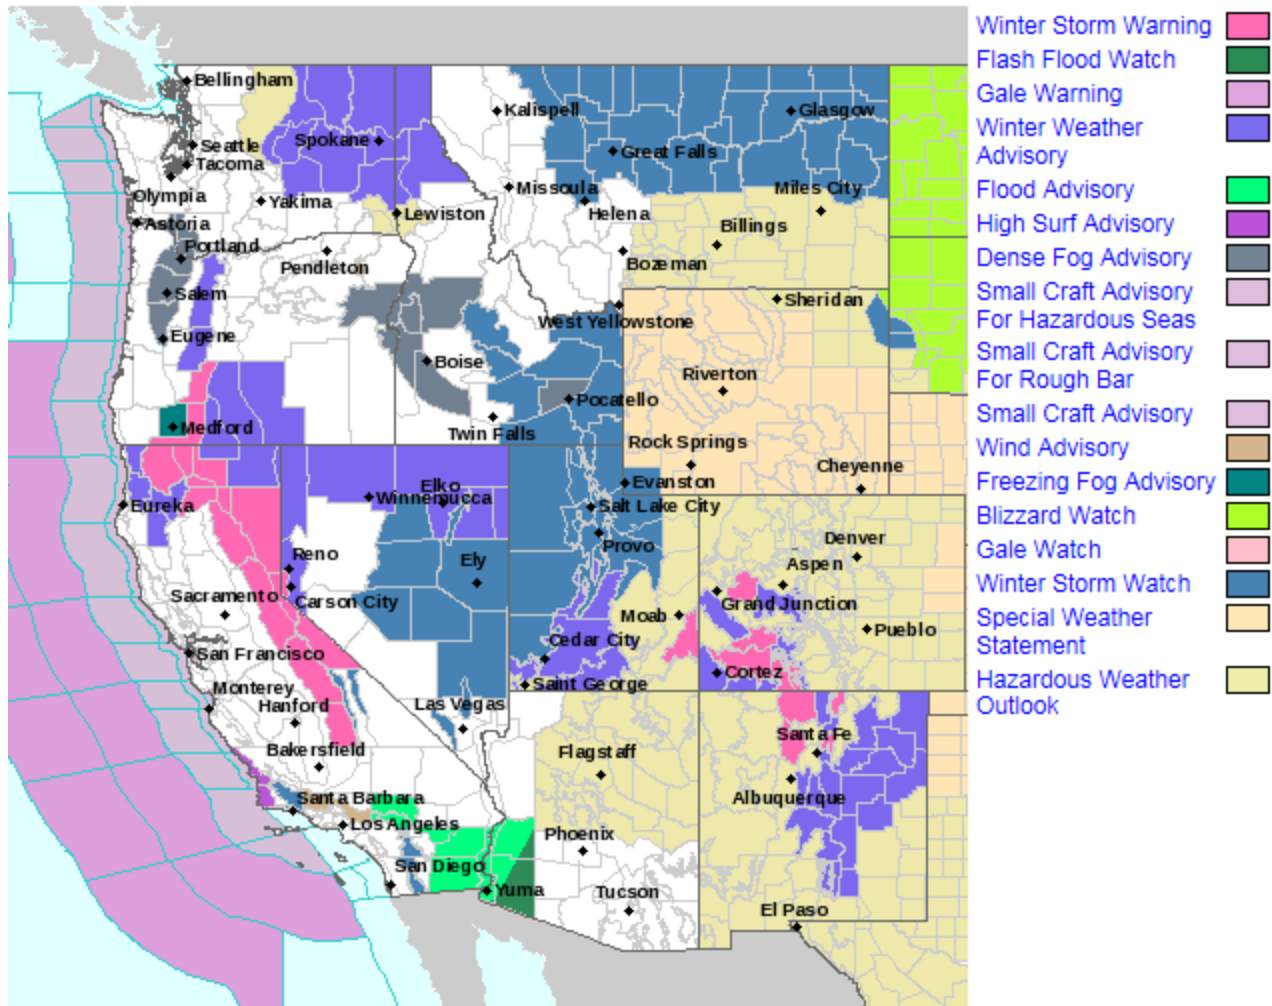 Bellingham
Seattle
Spokane
Tacoma
Olympia
Yakima
Astoria
Lewiston
Portland
Pendleton
Salem
Eugene
Medford
Kalispell
Glasgow
Great Falls
Missoula
Miles City
Helena
Billings
Bozeman
Sheridan
West Yellowstone
Boise
Riverton
Pocatello
Twin Falls
Rock Springs
Cheyenne
Evanston
Elko
Winnemucca
Eureka
Salt Lake City
Provo
Denver
Reno
Ely
Aspen
Sacramento
Carson City
Grand Junction
Moab
Pueblo
San Francisco
Cedar City
Cortez
Saint George
Monterey
Hanford
Las Vegas
Bakersfield
Flagstaff
Santa Fe
Santa Barbara
Albuquerque
Los Angeles
Phoenix
San Diego
Yuma
Tucson
El Paso
Winter Storm Warning
Flash Flood Watch
Gale Warning
Winter Weather
Advisory
Flood Advisory
High Surf Advisory
Dense Fog Advisory
Small Craft Advisory
For Hazardous Seas
Small Craft Advisory
For Rough Bar
Small Craft Advisory
Wind Advisory
Freezing Fog Advisory
Blizzard Watch
Gale Watch
Winter Storm Watch
Special Weather
Statement
Hazardous Weather
Outlook